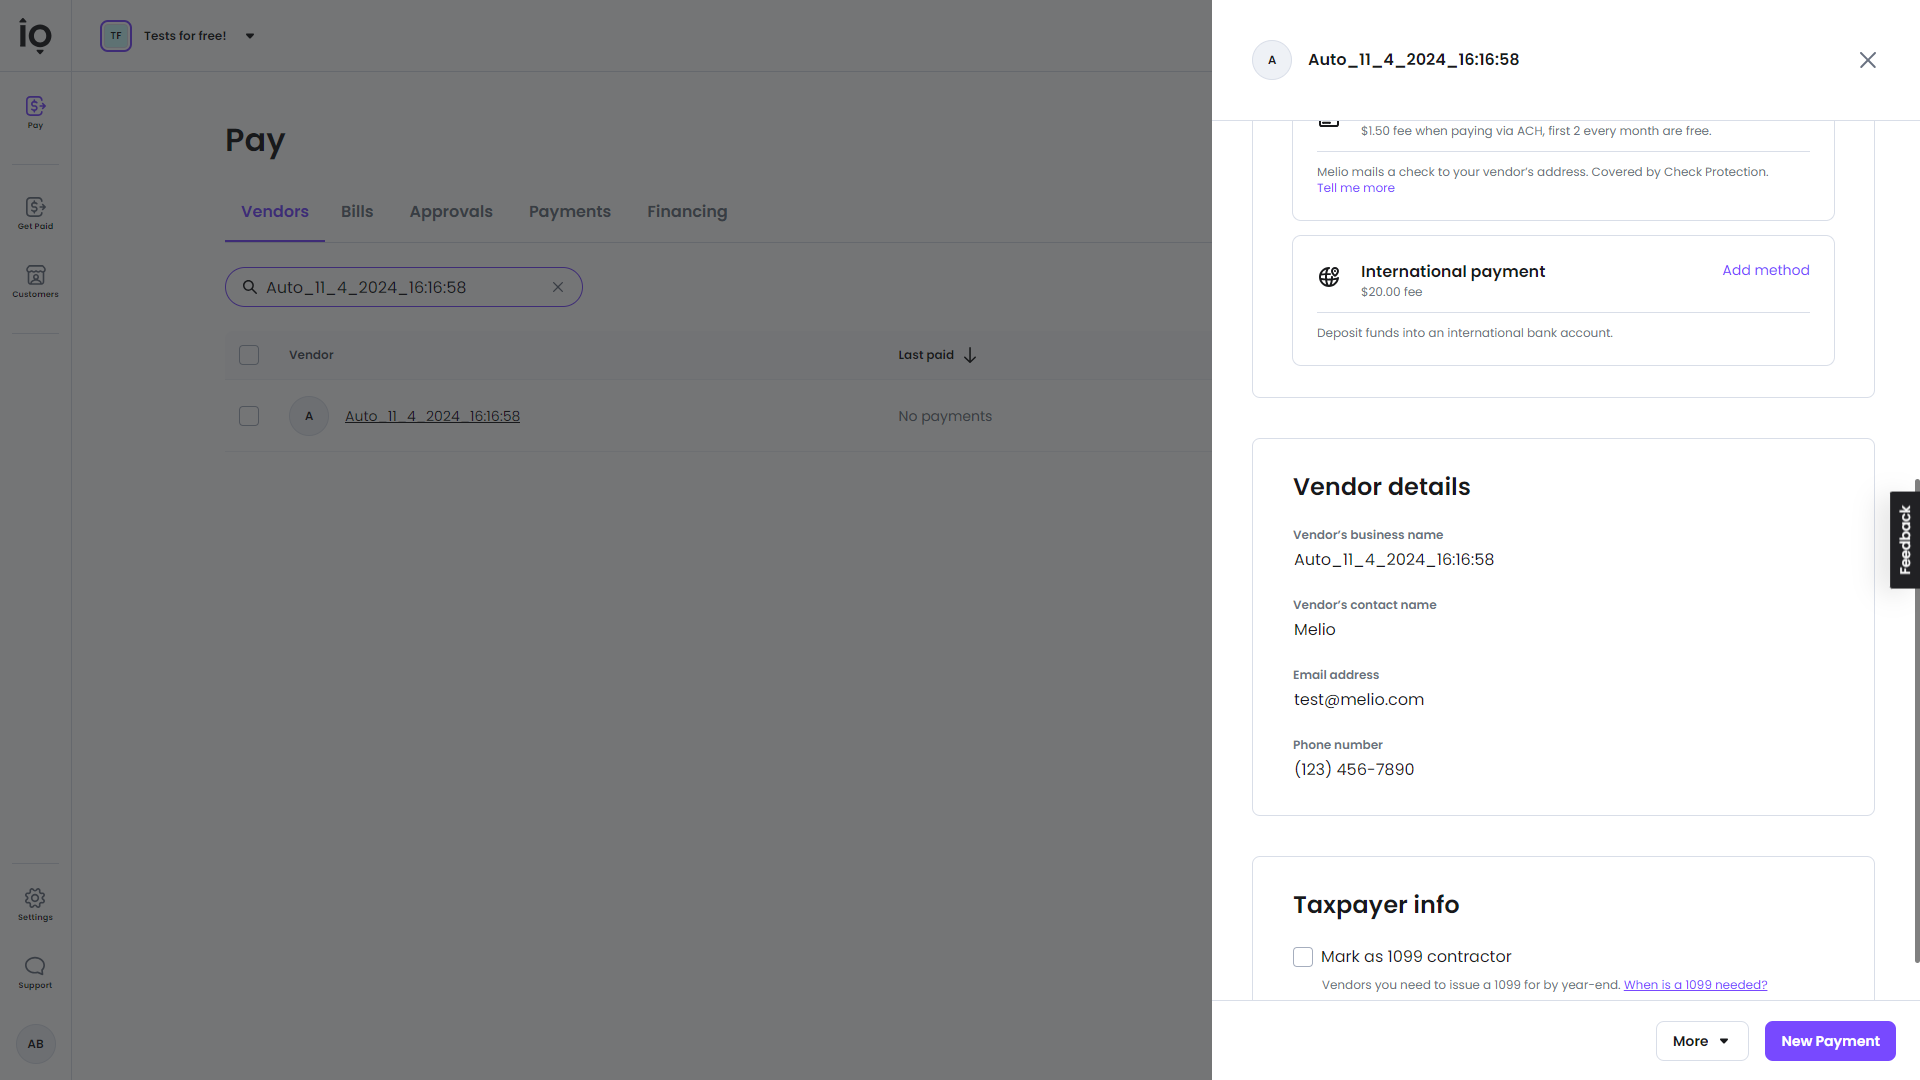 io
TF
Tests for free!
Pay
Get Paid
Customers
Settings
Support
AB
Pay
Vendors
Bills
Approvals
Payments
Financing
Auto_11_4_2024_16:16:58
Vendor
Last paid
A
Auto_11_4_2024_16:16:58
No payments
A
Auto_11_4_2024_16:16:58
$1.50 fee when paying via ACH, first 2 every month are free.
Melio mails a check to your vendor’s address. Covered by Check Protection.
Tell me more
International payment
Add method
$20.00 fee
Deposit funds into an international bank account.
Vendor details
Vendor’s business name
Auto_11_4_2024_16:16:58
Vendor’s contact name
Melio
Email address
test@melio.com
Phone number
(123) 456-7890
Taxpayer info
Mark as 1099 contractor
Vendors you need to issue a 1099 for by year-end. When is a 1099 needed?
More
New Payment
Feedback